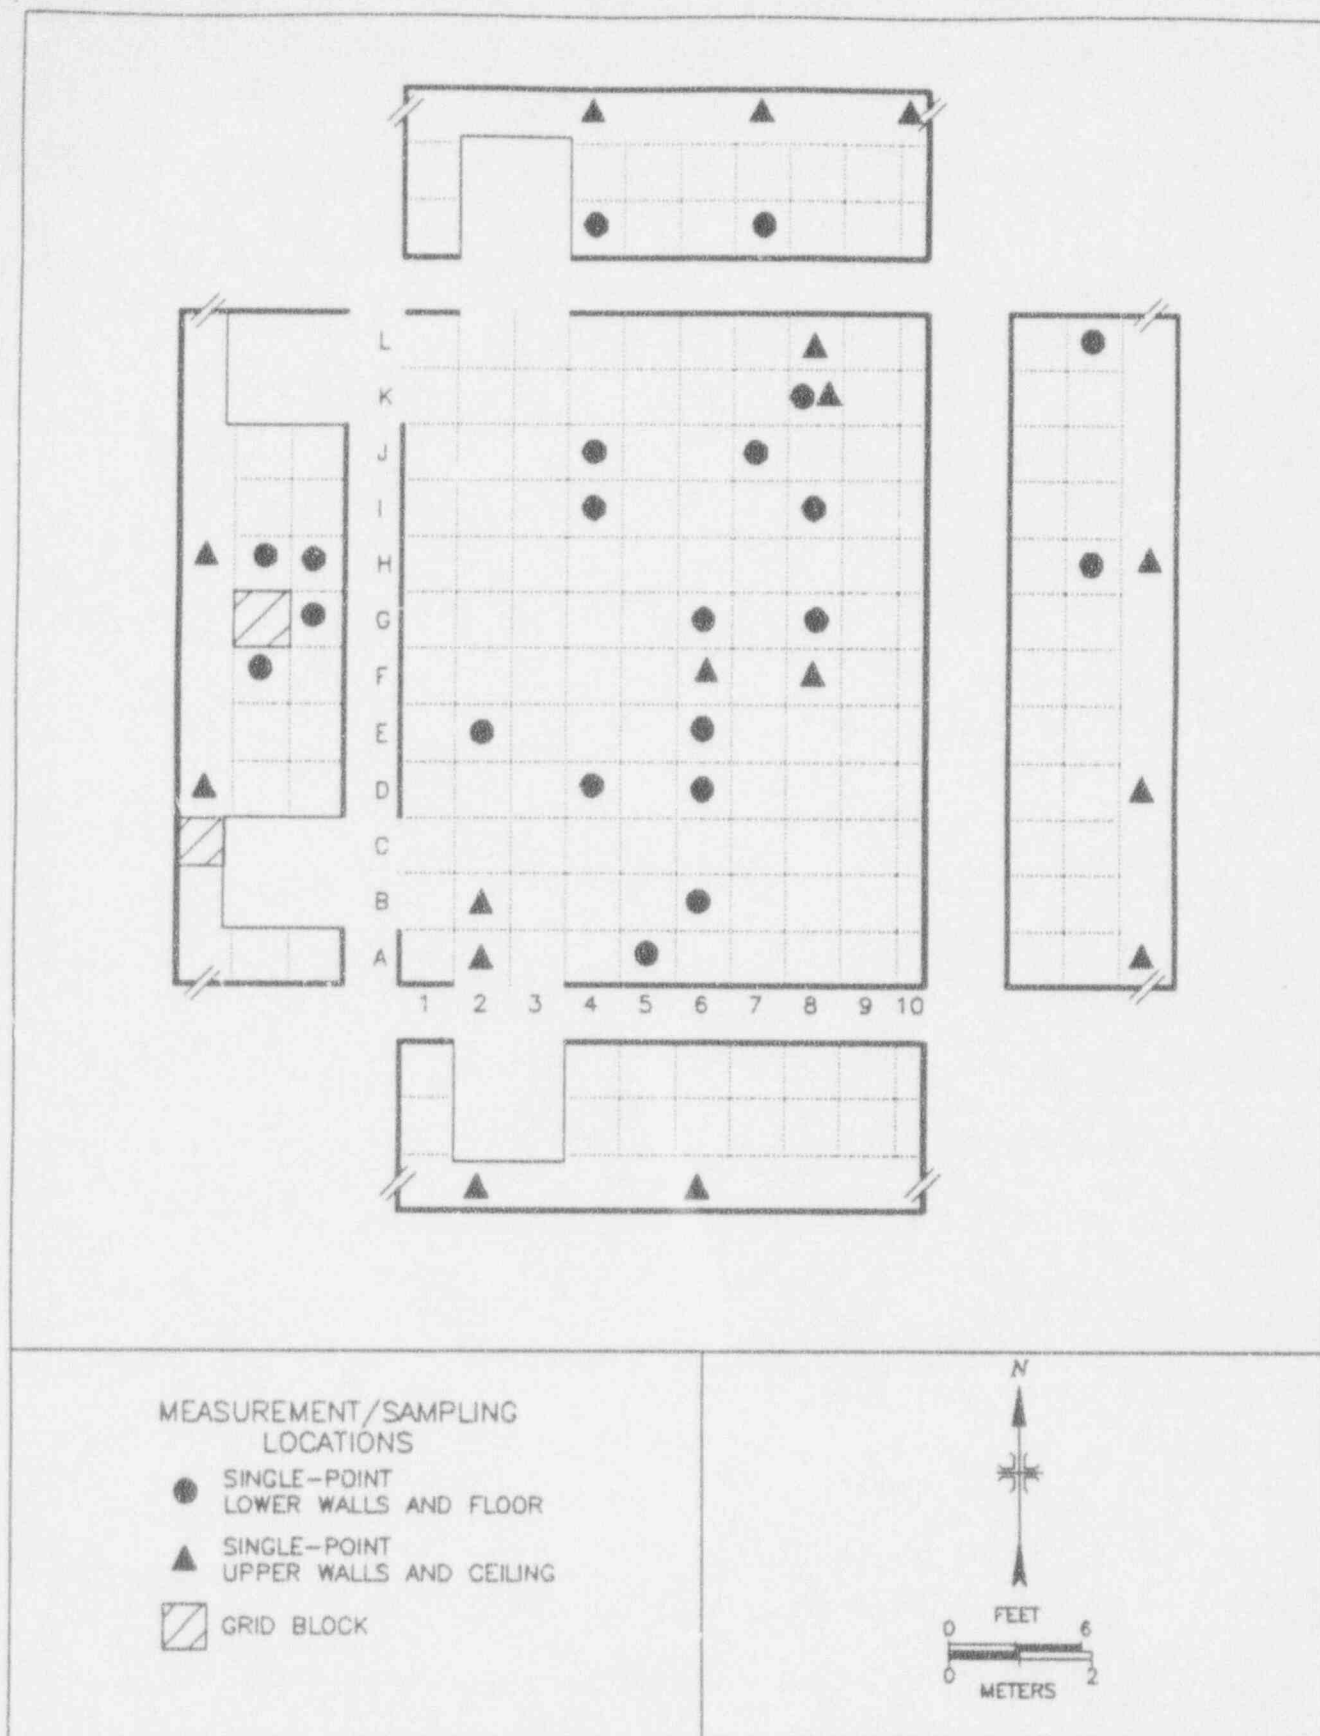 L
K
J
I
H
G
F
E
D
C
B
A
1 2 3 4 5 6 7 8 9 10
MEASUREMENT/SAMPLING
LOCATIONS
SINGLE-POINT
LOWER WALLS AND FLOOR
SINGLE-POINT
UPPER WALLS AND CEILING
GRID BLOCK
N
FEET
0 6
0 2
METERS